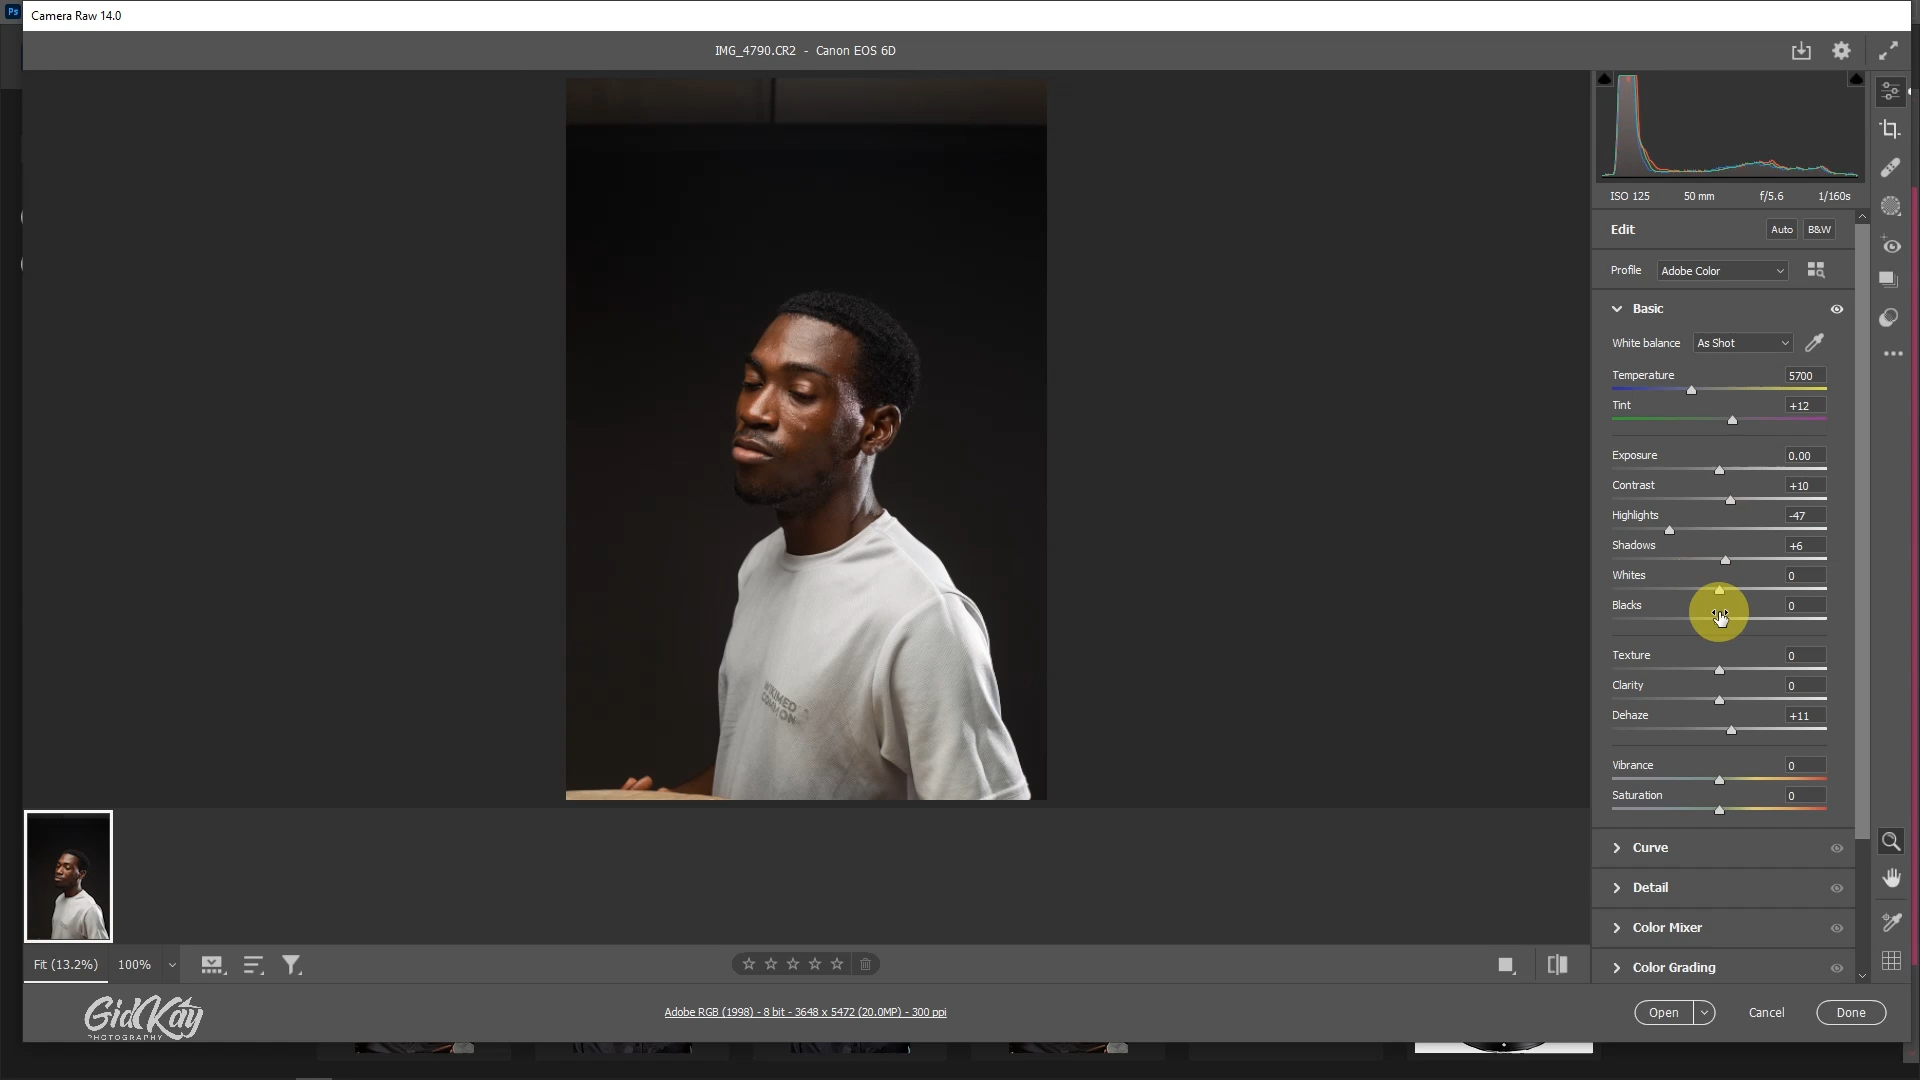 Ps
Camera Raw 14.0
IMG_4790.CR2 - Canon EOS 6D
ISO 125 50 mm f/5.6 1/160s
Edit Auto B&W
Profile Adobe Color
Basic
White balance As Shot
Temperature 5700
Tint +12
Exposure 0.00
Contrast +10
Highlights -47
Shadows +6
Whites 0
Blacks 0
Texture 0
Clarity 0
Dehaze +11
Vibrance 0
Saturation 0
Curve
Detail
Color Mixer
Color Grading
WIKIMED
COMMON
Fit (13.2%) 100%
GidKay
PHOTOGRAPHY
Adobe RGB (1998) - 8 bit - 3648 x 5472 (20.0MP) - 300 ppi
Open Cancel Done